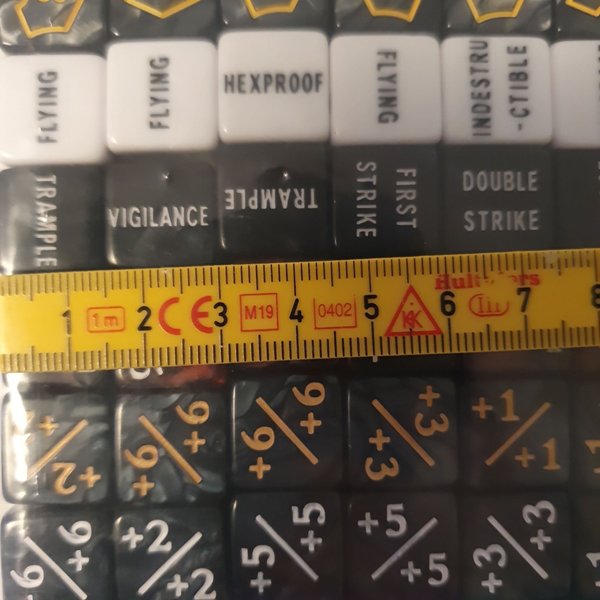 FLYING
FLYING
HEXPROOF
FLYING
INDESTRU
-CTIBLE
TRAMPLE
VIGILANCE
TRAMPLE
FIRST
STRIKE
DOUBLE
STRIKE
1 1m 2 CE 3 M19 4 0402 5 6 7 8
+2
+9
+9
+6
+6
+3
+3
+1
+1
+6
6
+2
+2
+5
+5
+5
+5
+3
+3